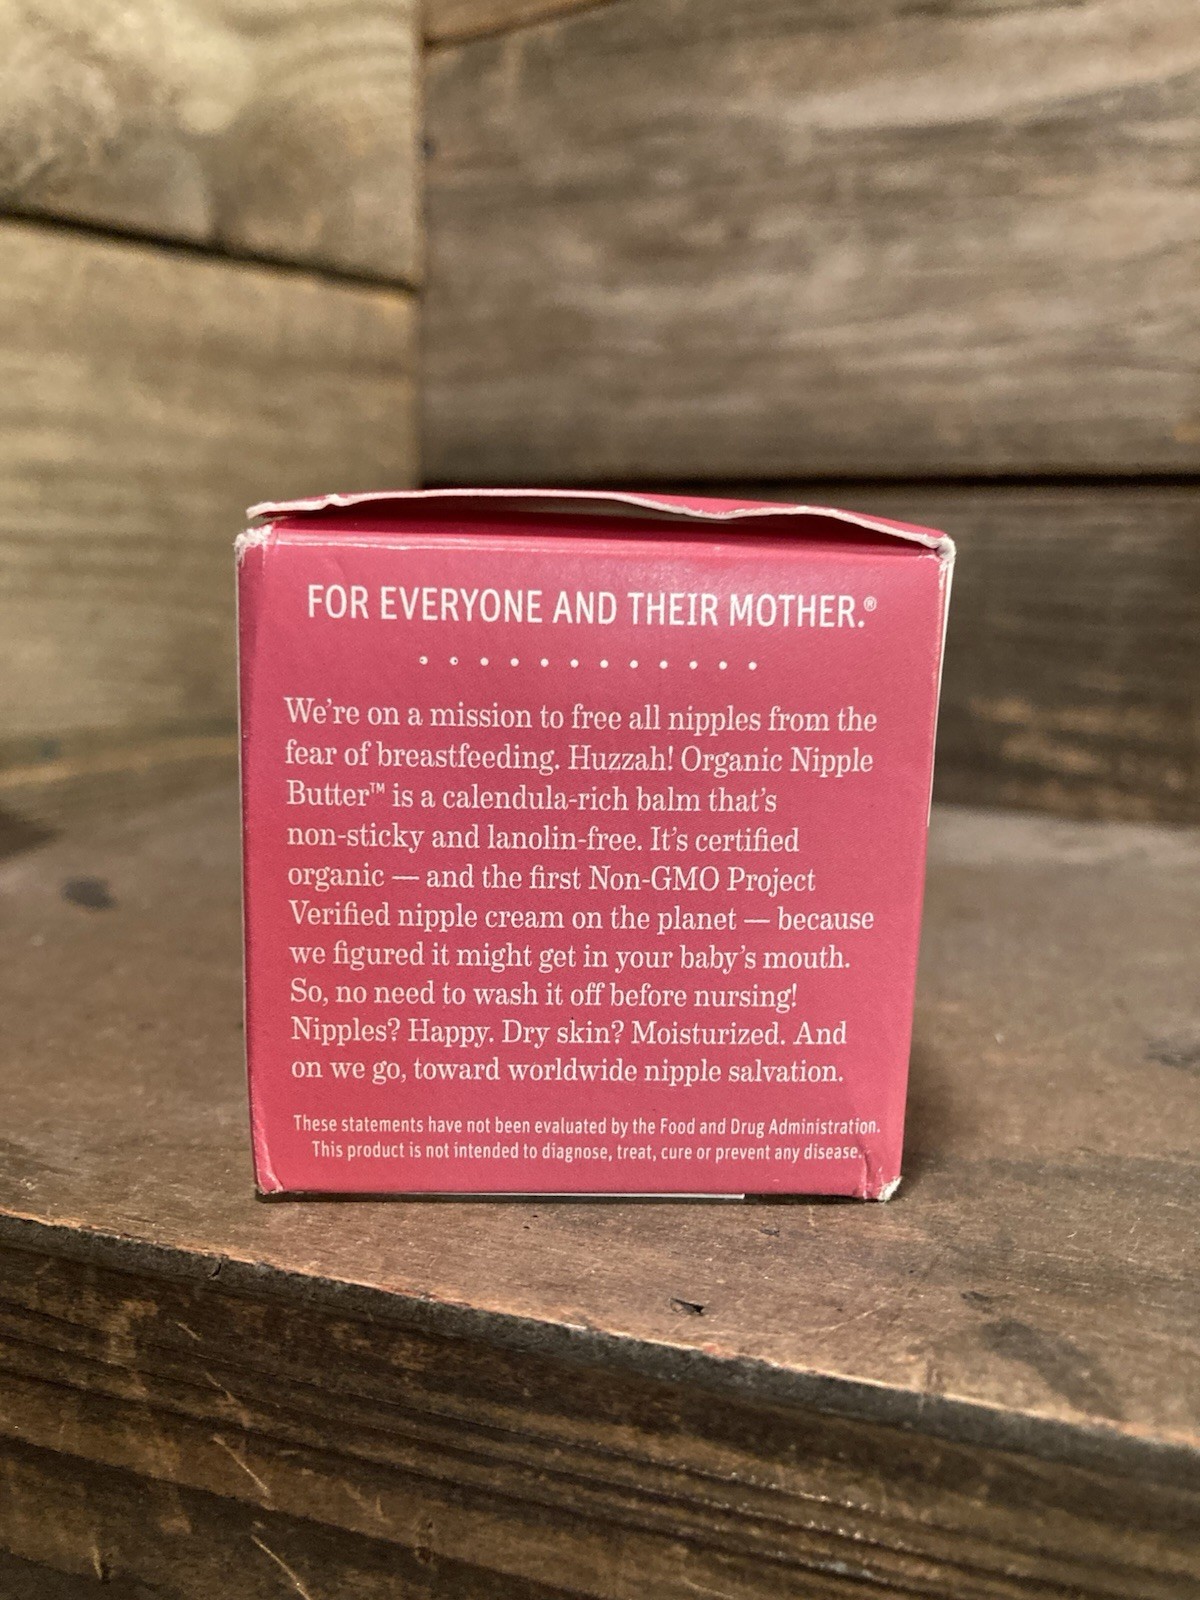 FOR EVERYONE AND THEIR MOTHER.®
We're on a mission to free all nipples from the
fear of breastfeeding. Huzzah! Organic Nipple
Butter™ is a calendula-rich balm that's
non-sticky and lanolin-free. It's certified
organic — and the first Non-GMO Project
Verified nipple cream on the planet — because
we figured it might get in your baby's mouth.
So, no need to wash it off before nursing!
Nipples? Happy. Dry skin? Moisturized. And
on we go, toward worldwide nipple salvation.
These statements have not been evaluated by the Food and Drug Administration.
This product is not intended to diagnose, treat, cure or prevent any disease.